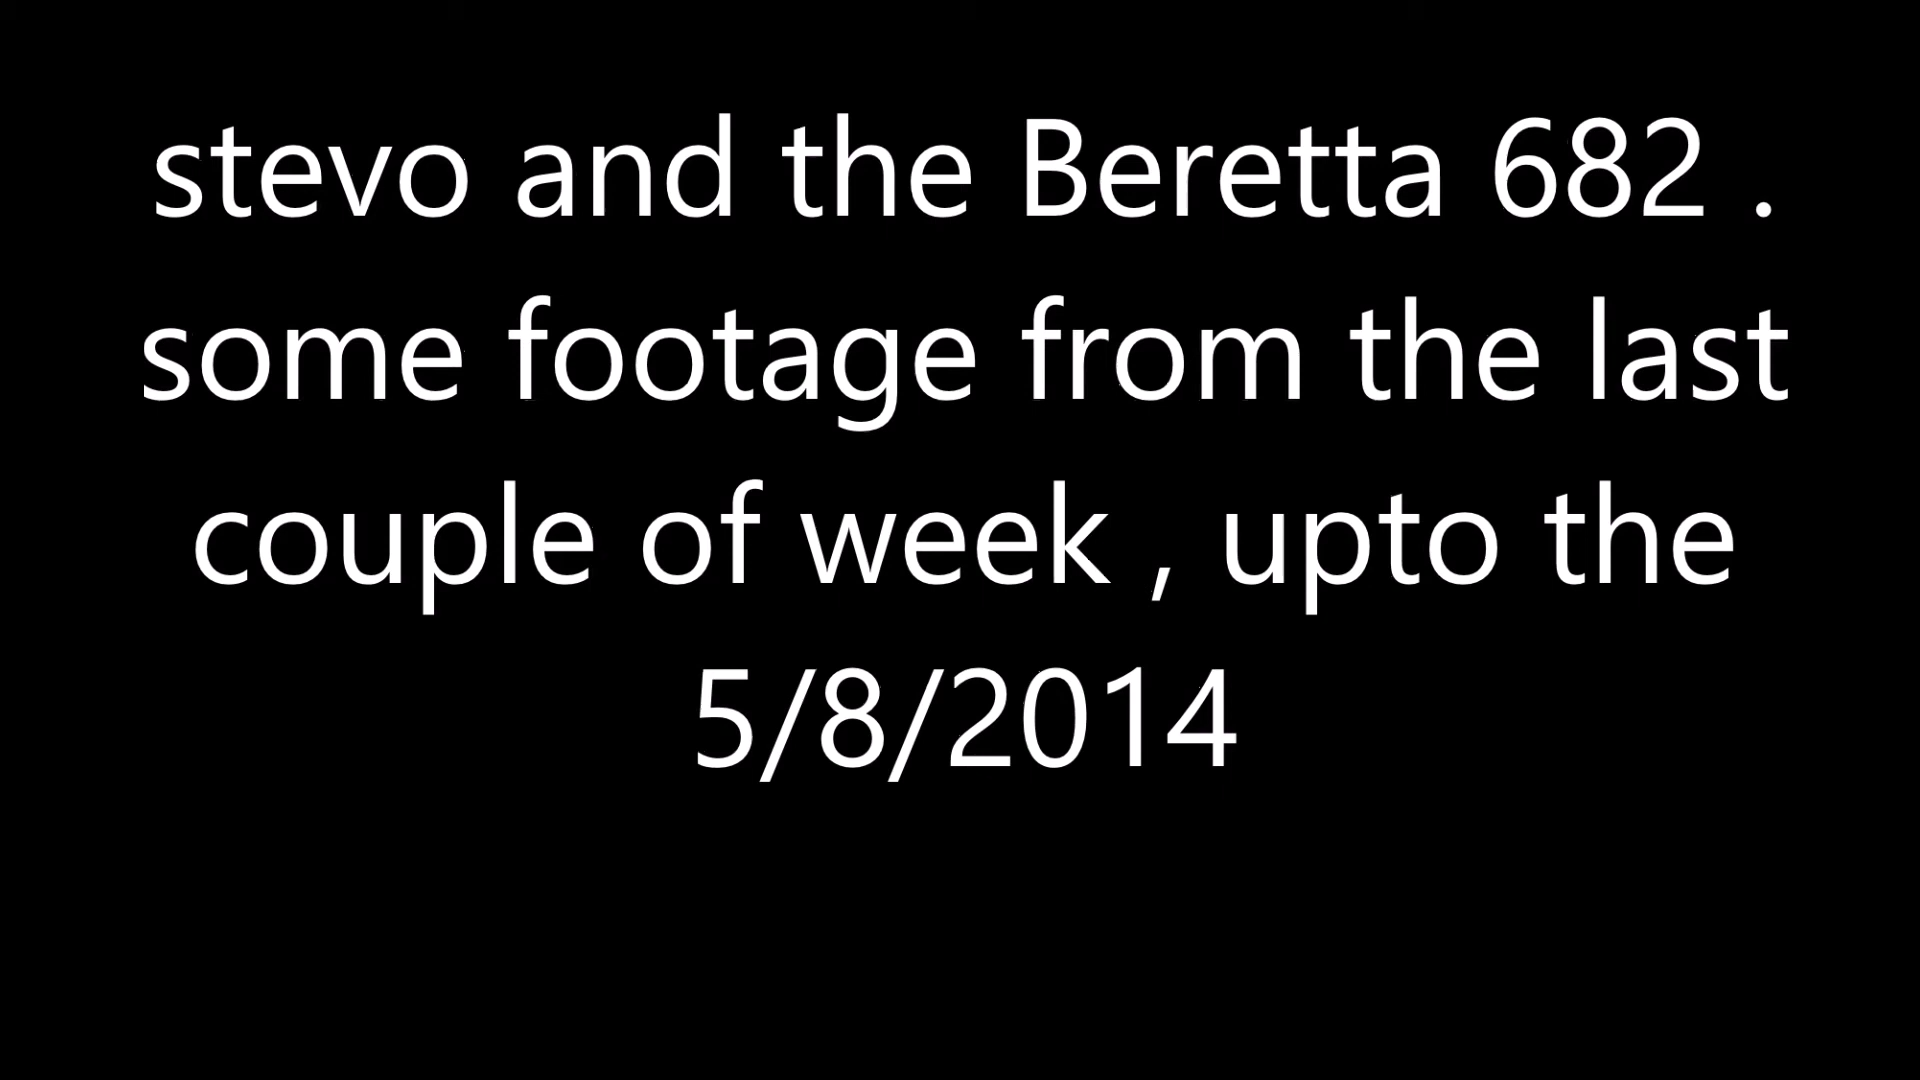 stevo and the Beretta 682 .
some footage from the last
couple of week , upto the
5/8/2014